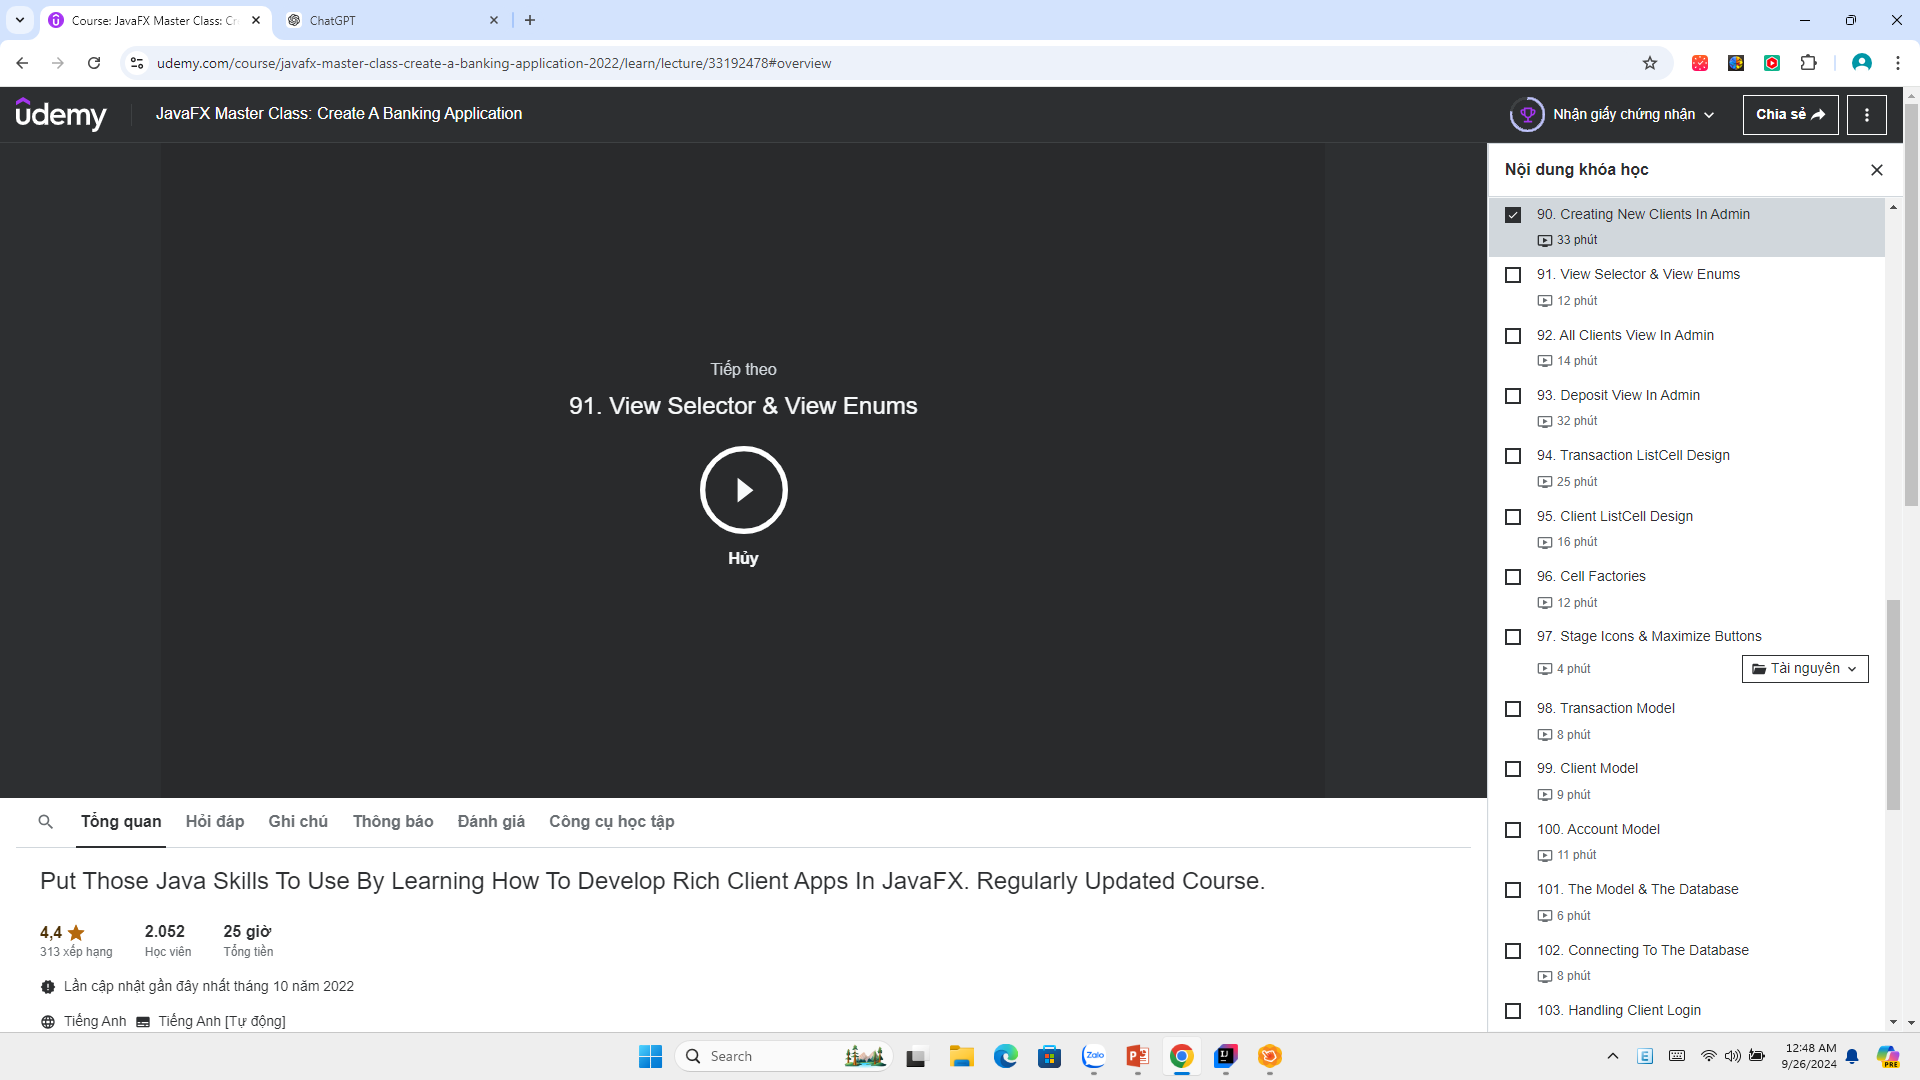 Course: JavaFX Master Class: Cr
ChatGPT
udemy.com/course/javafx-master-class-create-a-banking-application-2022/learn/lecture/33192478#overview
udemy
JavaFX Master Class: Create A Banking Application
Nhận giấy chứng nhận
Chia sẻ
Tiếp theo
91. View Selector & View Enums
Hủy
Nội dung khóa học
90. Creating New Clients In Admin
33 phút
91. View Selector & View Enums
12 phút
92. All Clients View In Admin
14 phút
93. Deposit View In Admin
32 phút
94. Transaction ListCell Design
25 phút
95. Client ListCell Design
16 phút
96. Cell Factories
12 phút
97. Stage Icons & Maximize Buttons
4 phút
Tài nguyên
98. Transaction Model
8 phút
99. Client Model
9 phút
100. Account Model
11 phút
101. The Model & The Database
6 phút
102. Connecting To The Database
8 phút
103. Handling Client Login
Tổng quan
Hỏi đáp
Ghi chú
Thông báo
Đánh giá
Công cụ học tập
Put Those Java Skills To Use By Learning How To Develop Rich Client Apps In JavaFX. Regularly Updated Course.
4,4
313 xếp hạng
2.052
Học viên
25 giờ
Tổng tiền
Lần cập nhật gần đây nhất tháng 10 năm 2022
Tiếng Anh
Tiếng Anh [Tự động]
Search
Zalo
E
PRE
12:48 AM
9/26/2024